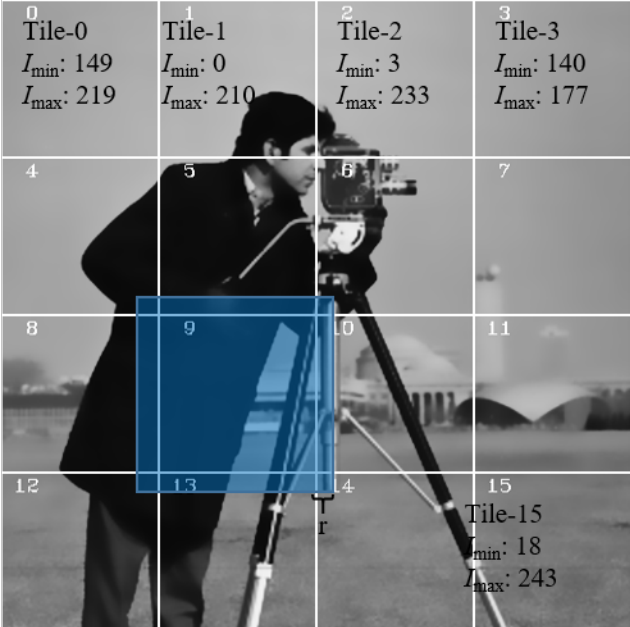 0 1 2 3
Tile-0 Tile-1 Tile-2 Tile-3
Imin: 149 Imin: 0 Imin: 3 Imin: 140
Imax: 219 Imax: 210 Imax: 233 Imax: 177
4 5 6 7
8 9 10 11
12 13 14 15
Tile-15
r
Imin: 18
Imax: 243